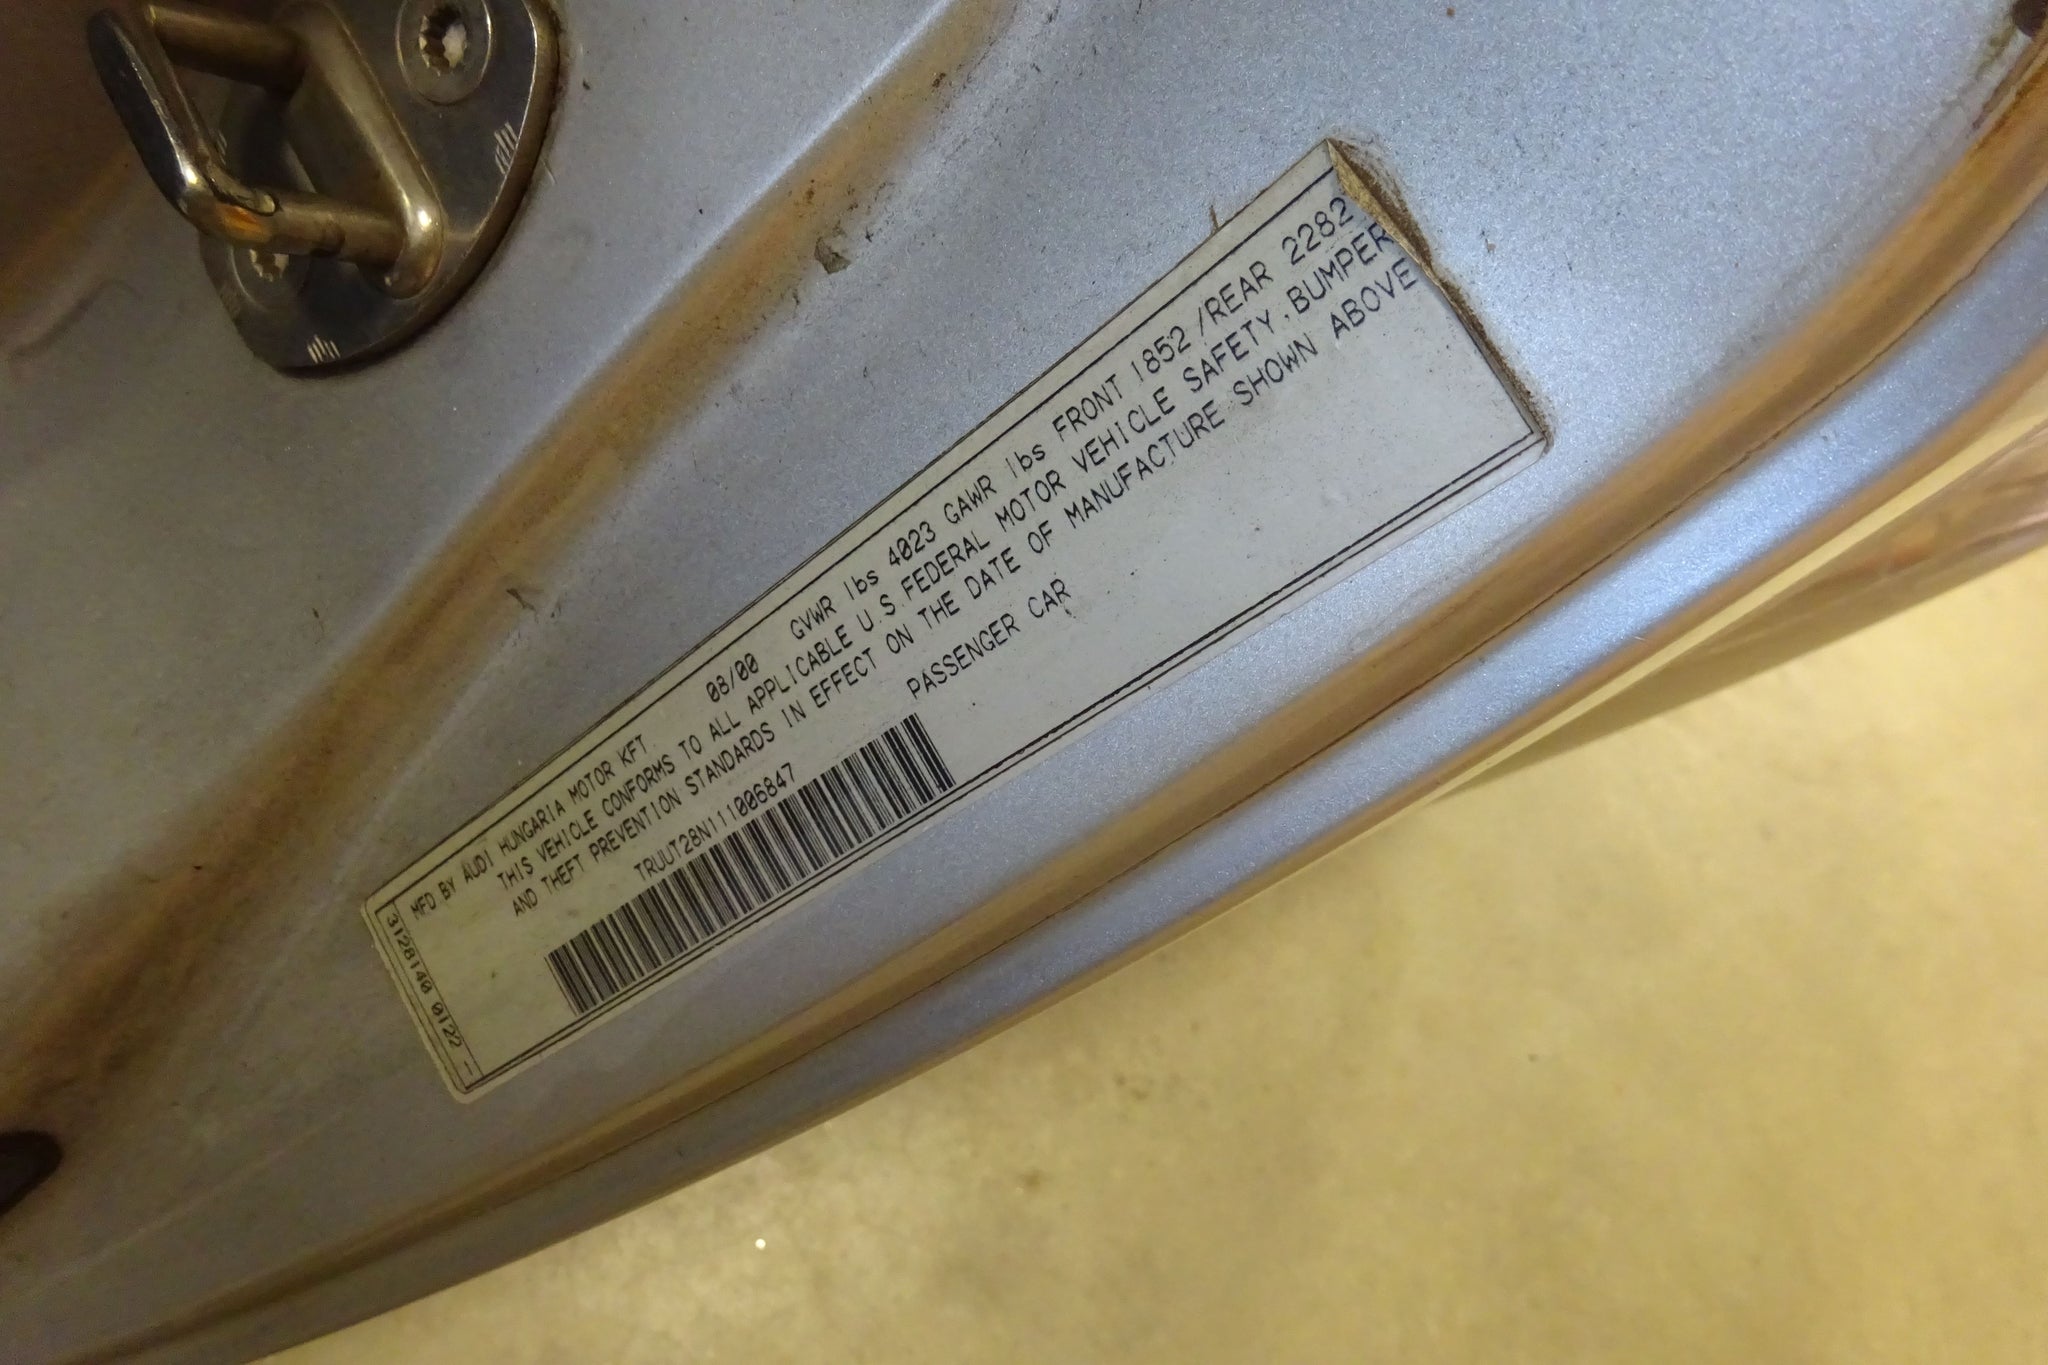 MFD BY AUDI HUNGARIA MOTOR KFT. 08/00 GVWR lbs 4023 GAWR lbs FRONT 1852 /REAR 2282
THIS VEHICLE CONFORMS TO ALL APPLICABLE U.S.FEDERAL MOTOR VEHICLE SAFETY,BUMPER
AND THEFT PREVENTION STANDARDS IN EFFECT ON THE DATE OF MANUFACTURE SHOWN ABOVE
TRUUT28N111006847 PASSENGER CAR
3128140 0122 -